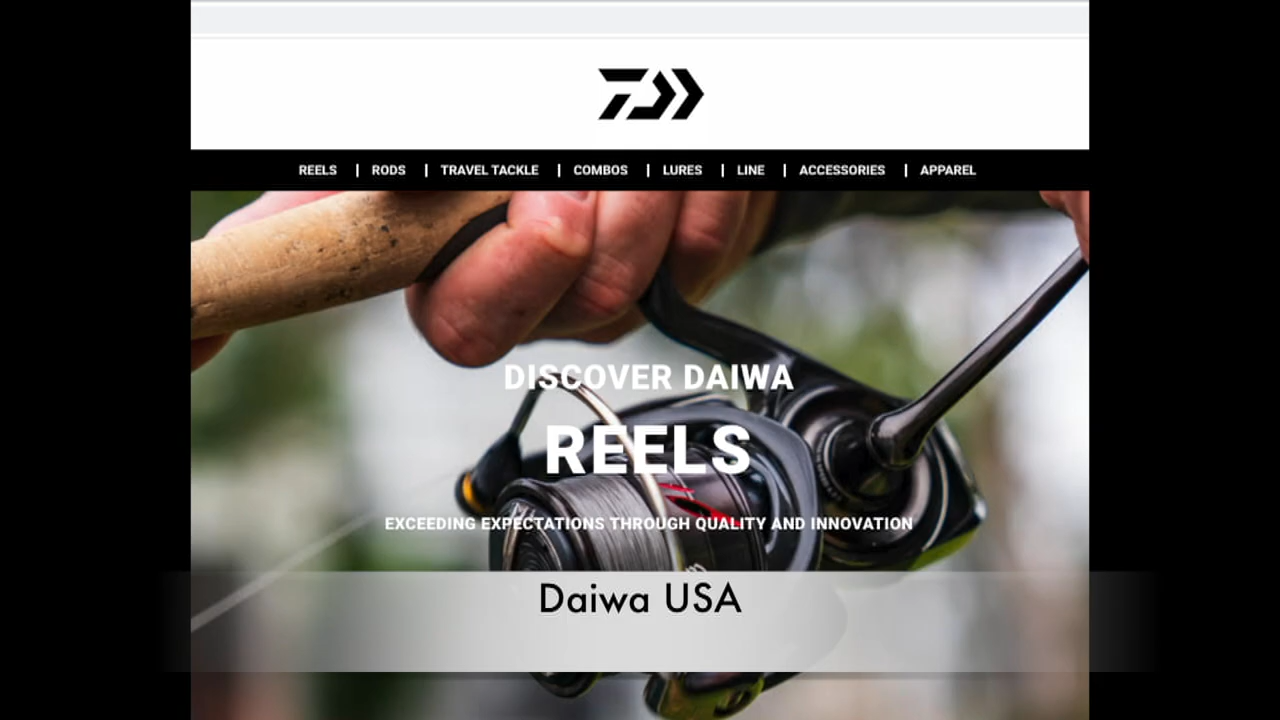 REELS | RODS | TRAVEL TACKLE | COMBOS | LURES | LINE | ACCESSORIES | APPAREL
DISCOVER DAIWA
REELS
EXCEEDING EXPECTATIONS THROUGH QUALITY AND INNOVATION
Daiwa USA